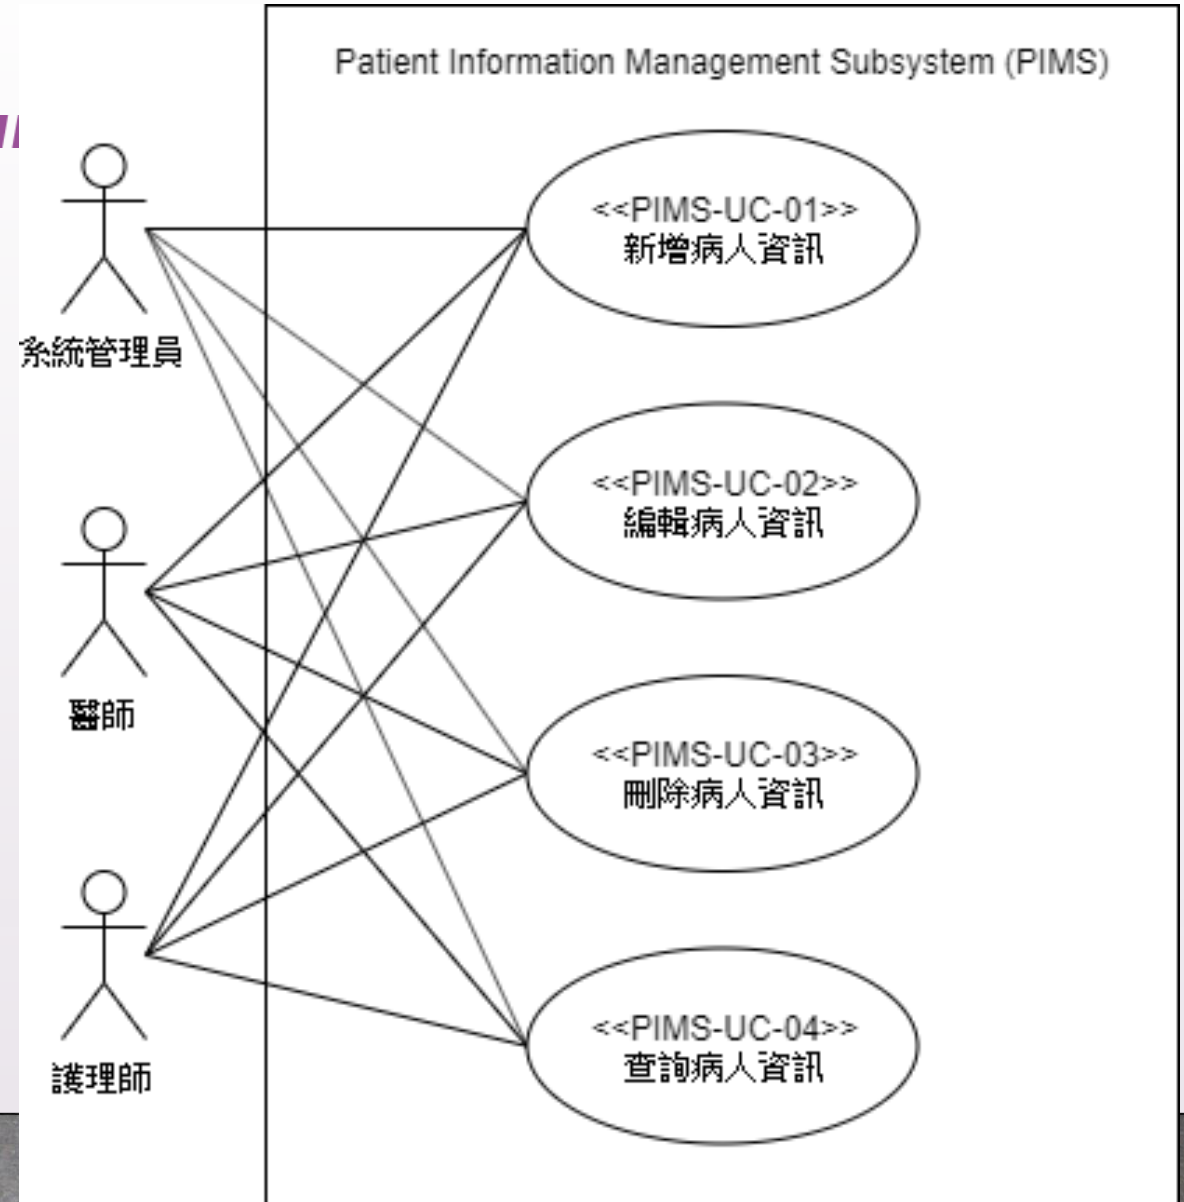 Patient Information Management Subsystem (PIMS)
<<PIMS-UC-01>>
新增病人資訊
系統管理員
<<PIMS-UC-02>>
編輯病人資訊
醫師
<<PIMS-UC-03>>
刪除病人資訊
護理師
<<PIMS-UC-04>>
查詢病人資訊